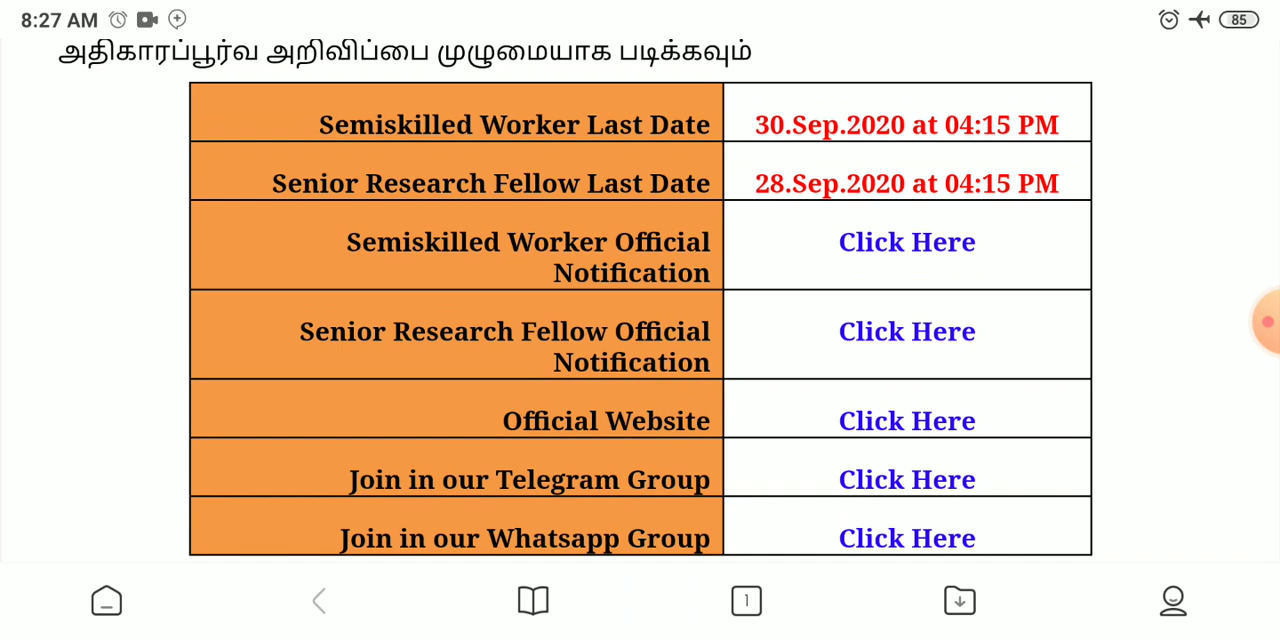 8:27 AM
85
அதிகாரப்பூர்வ அறிவிப்பை முழுமையாக படிக்கவும்
Semiskilled Worker Last Date
30.Sep.2020 at 04:15 PM
Senior Research Fellow Last Date
28.Sep.2020 at 04:15 PM
Semiskilled Worker Official
Notification
Click Here
Senior Research Fellow Official
Notification
Click Here
Official Website
Click Here
Join in our Telegram Group
Click Here
Join in our Whatsapp Group
Click Here
1